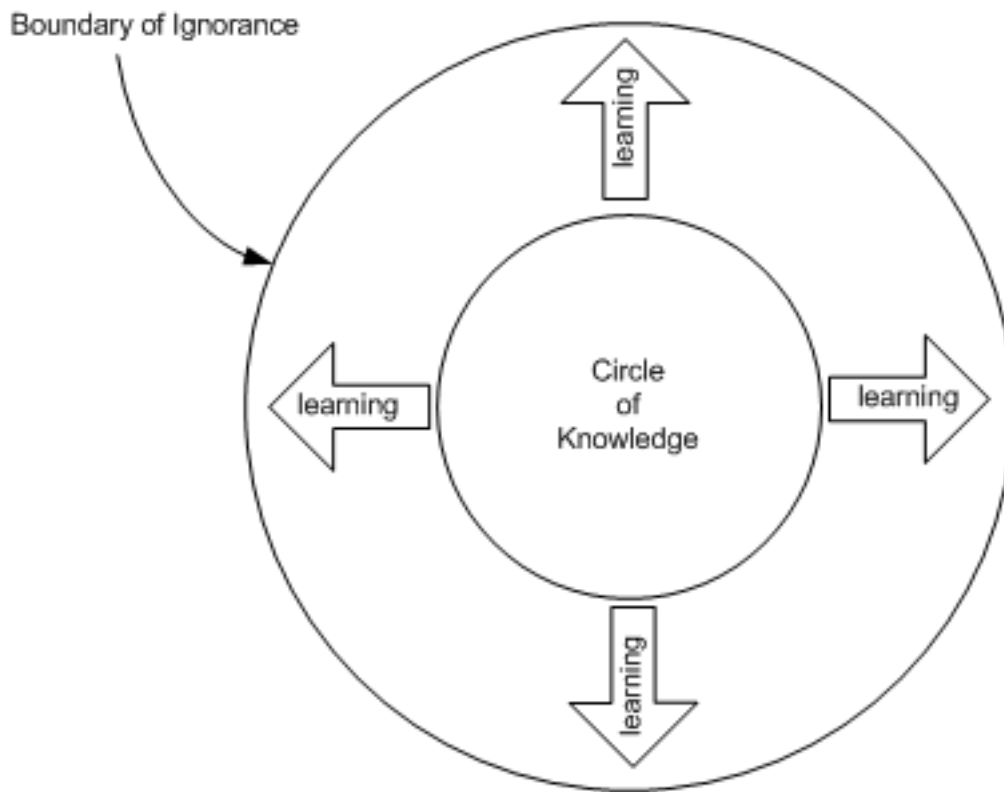 Boundary of Ignorance
learning
learning
Circle
of
Knowledge
learning
learning